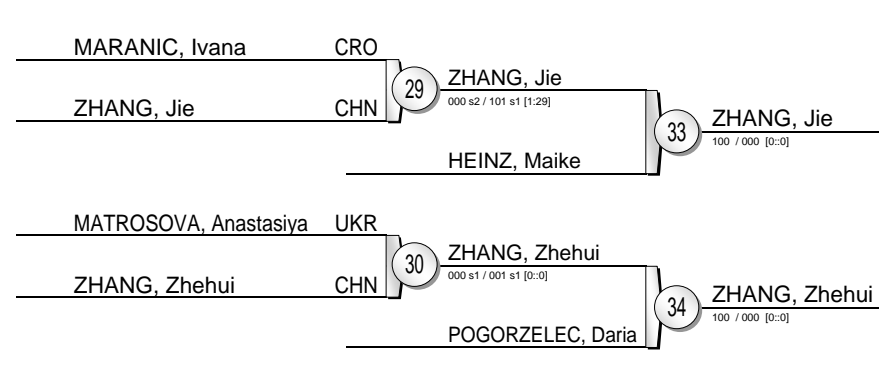 MARANIC, Ivana CRO
29
ZHANG, Jie
000 s2 / 101 s1 [1:29]
ZHANG, Jie CHN
33
ZHANG, Jie
100 / 000 [0::0]
HEINZ, Maike
MATROSOVA, Anastasiya UKR
30
ZHANG, Zhehui
000 s1 / 001 s1 [0::0]
ZHANG, Zhehui CHN
34
ZHANG, Zhehui
100 / 000 [0::0]
POGORZELEC, Daria